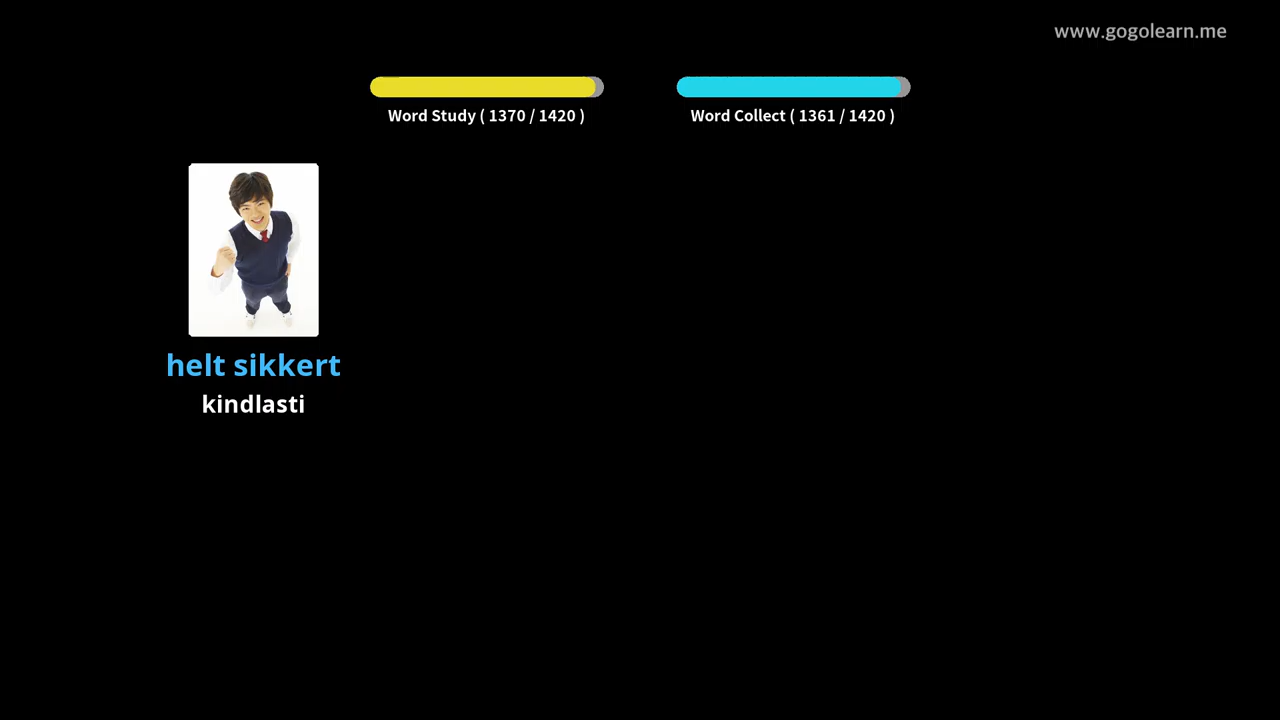 www.gogolearn.me
Word Study ( 1370 / 1420 )
Word Collect ( 1361 / 1420 )
helt sikkert
kindlasti